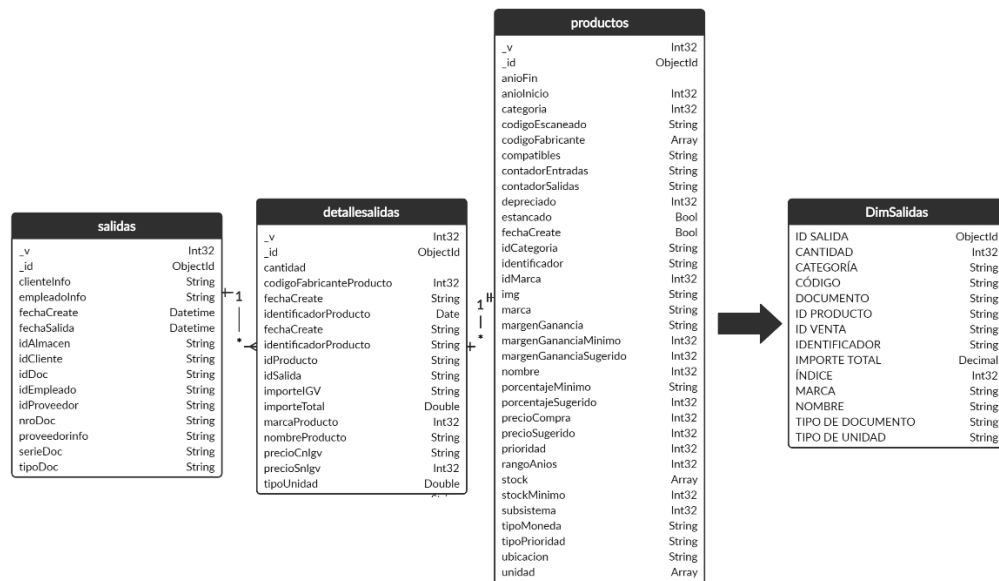 salidas
_v Int32
_id ObjectId
clienteInfo String
empleadoInfo String
fechaCreate Datetime
fechaSalida Datetime
idAlmacen String
idCliente String
idDoc String
idEmpleado String
idProveedor String
nroDoc String
proveedorinfo String
serieDoc String
tipoDoc String
1
*
detallesalidas
_v Int32
_id ObjectId
cantidad
codigoFabricanteProducto Int32
fechaCreate String
identificadorProducto Date
fechaCreate String
identificadorProducto String
idProducto String
idSalida String
importeIGV String
importeTotal Double
marcaProducto Int32
nombreProducto String
precioCnIgv String
precioSnIgv Int32
tipoUnidad Double
1
*
productos
_v Int32
_id ObjectId
anioFin
anioInicio Int32
categoria Int32
codigoEscaneado String
codigoFabricante Array
compatibles String
contadorEntradas String
contadorSalidas String
depreciado Int32
estancado Bool
fechaCreate Bool
idCategoria String
identificador String
idMarca Int32
img String
marca String
margenGanancia String
margenGananciaMinimo Int32
margenGananciaSugerido Int32
nombre Int32
porcentajeMinimo String
porcentajeSugerido Int32
precioCompra Int32
precioSugerido Int32
prioridad Int32
rangoAnios Int32
stock Array
stockMinimo Int32
subsistema Int32
tipoMoneda String
tipoPrioridad String
ubicacion String
unidad Array
DimSalidas
ID SALIDA ObjectId
CANTIDAD Int32
CATEGORÍA String
CÓDIGO String
DOCUMENTO String
ID PRODUCTO String
ID VENTA String
IDENTIFICADOR String
IMPORTE TOTAL Decimal
ÍNDICE Int32
MARCA String
NOMBRE String
TIPO DE DOCUMENTO String
TIPO DE UNIDAD String